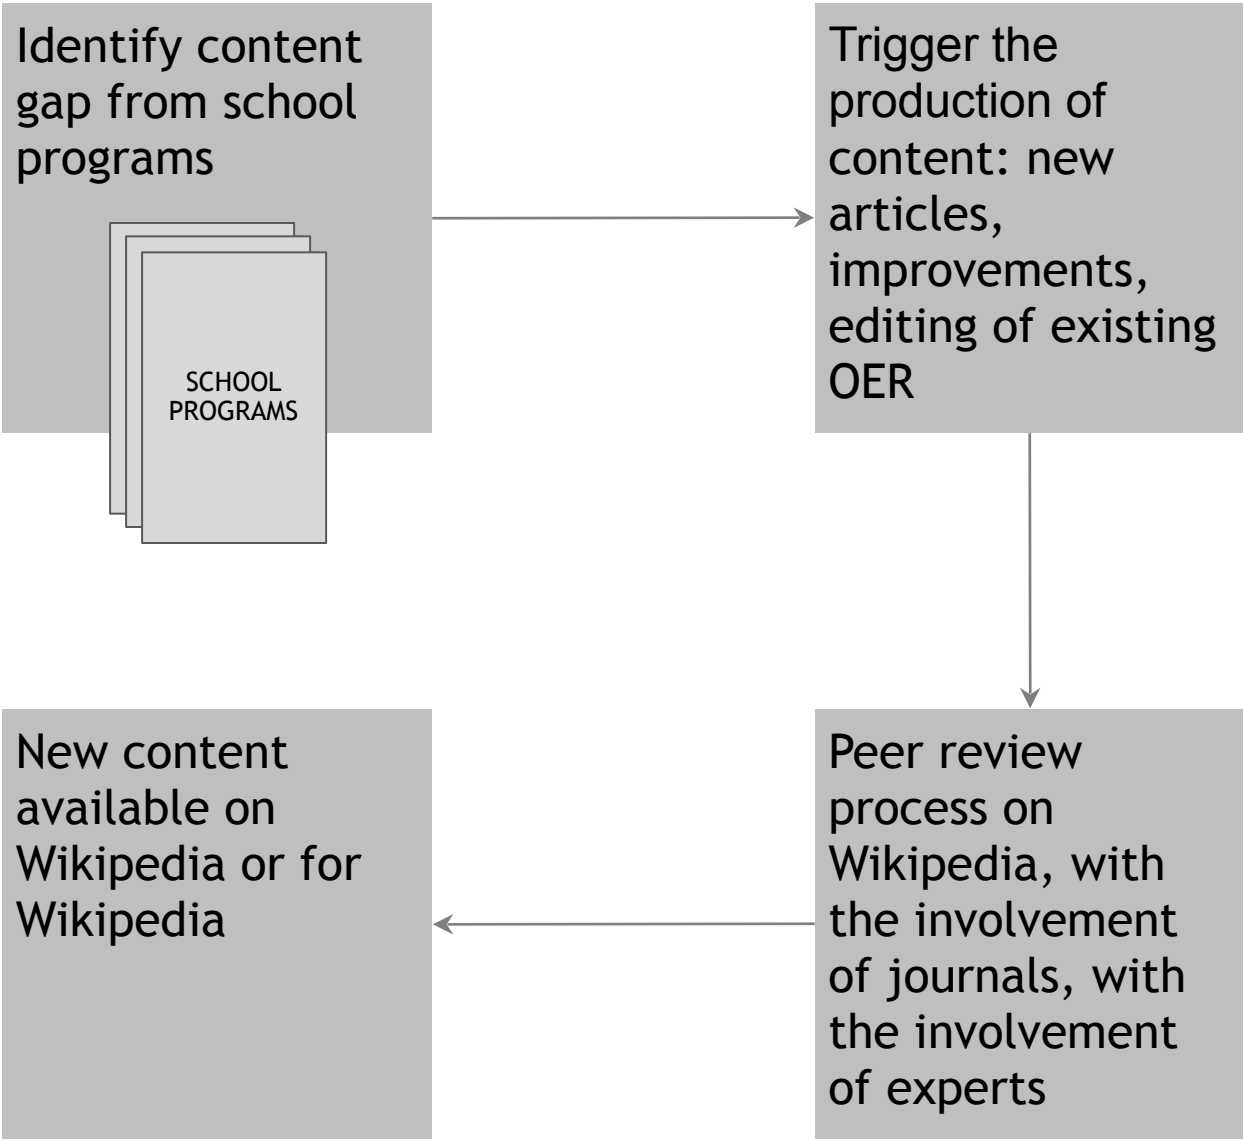 Identify content
gap from school
programs
SCHOOL
PROGRAMS
Trigger the
production of
content: new
articles,
improvements,
editing of existing
OER
Peer review
process on
Wikipedia, with
the involvement
of journals, with
the involvement
of experts
New content
available on
Wikipedia or for
Wikipedia